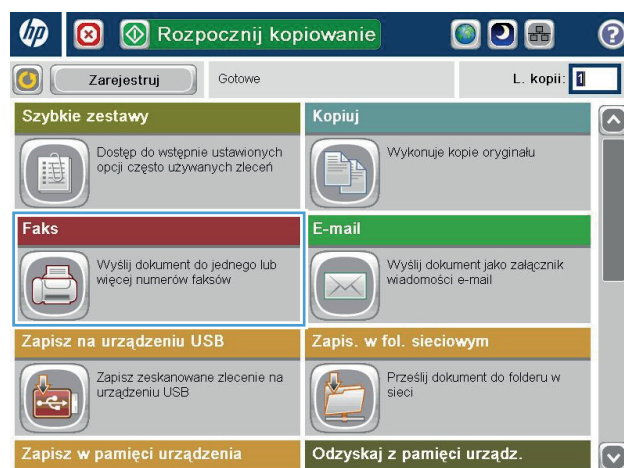 hp
Rozpocznij kopiowanie
?
Zarejestruj
Gotowe
L. kopii: 1
Szybkie zestawy
Dostęp do wstępnie ustawionych
opcji często używanych zleceń
Kopiuj
Wykonuje kopie oryginału
Faks
Wyślij dokument do jednego lub
więcej numerów faksów
E-mail
Wyślij dokument jako załącznik
wiadomości e-mail
Zapisz na urządzeniu USB
Zapisz zeskanowane zlecenie na
urządzeniu USB
Zapis. w fol. sieciowym
Prześlij dokument do folderu w
sieci
Zapisz w pamięci urządzenia
Odzyskaj z pamięci urządz.